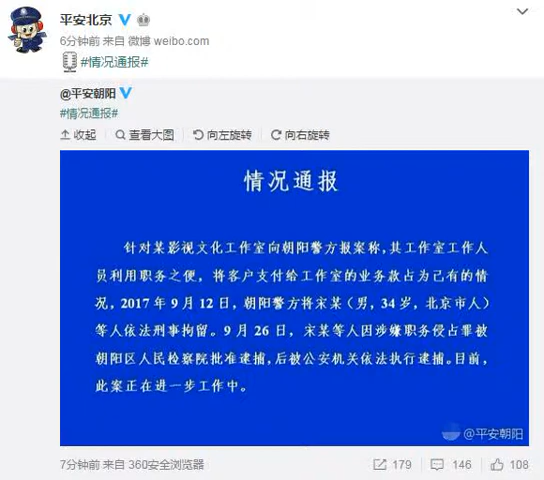 平安北京
6分钟前 来自 微博 weibo.com
#情况通报#
@平安朝阳
#情况通报#
收起 查看大图 向左旋转 向右旋转
情况通报
针对某影视文化工作室向朝阳警方报案称,其工作室工作人
员利用职务之便,将客户支付给工作室的业务款占为己有的情
况,2017年9月12日,朝阳警方将宋某(男,34岁,北京市人)
等人依法刑事拘留。9月26日,宋某等人因涉嫌职务侵占罪被
朝阳区人民检察院批准逮捕,后被公安机关依法执行逮捕。目前,
此案正在进一步工作中。
@平安朝阳
7分钟前 来自 360安全浏览器 179 146 108